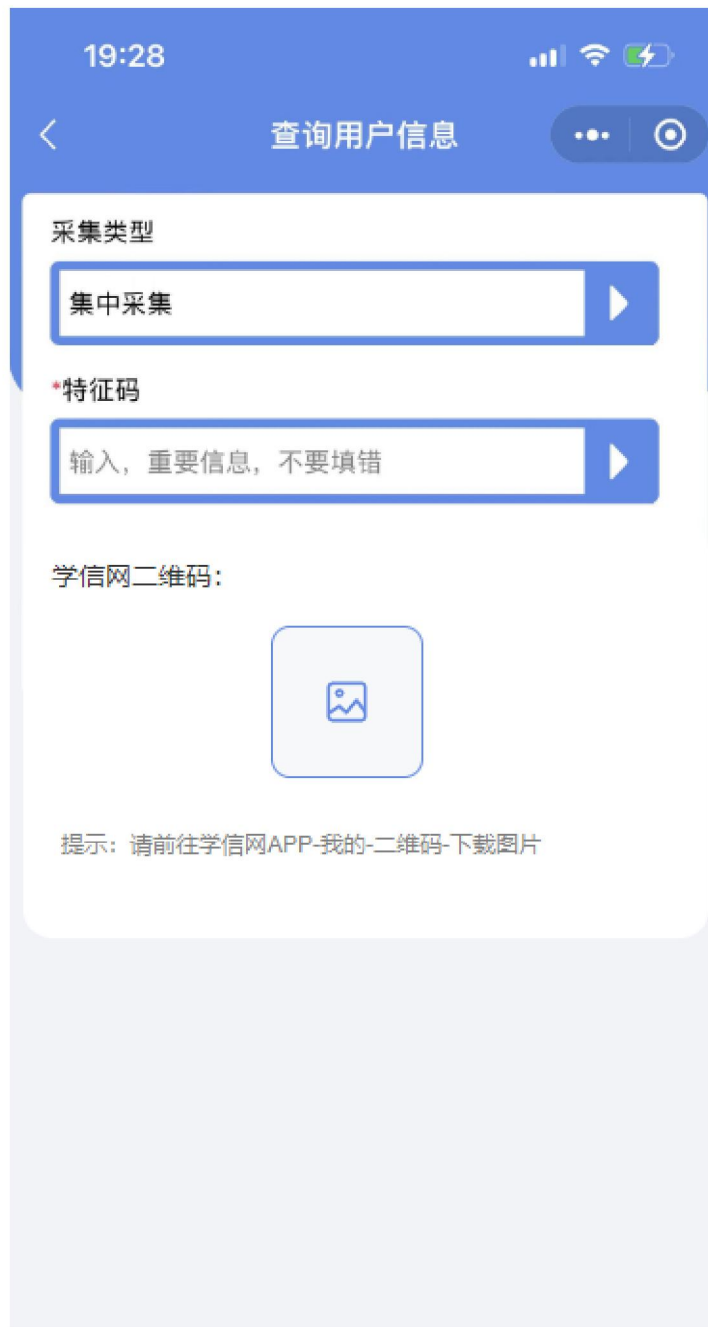 19:28
查询用户信息
采集类型
集中采集
*特征码
输入，重要信息，不要填错
学信网二维码：
提示：请前往学信网APP-我的-二维码-下载图片